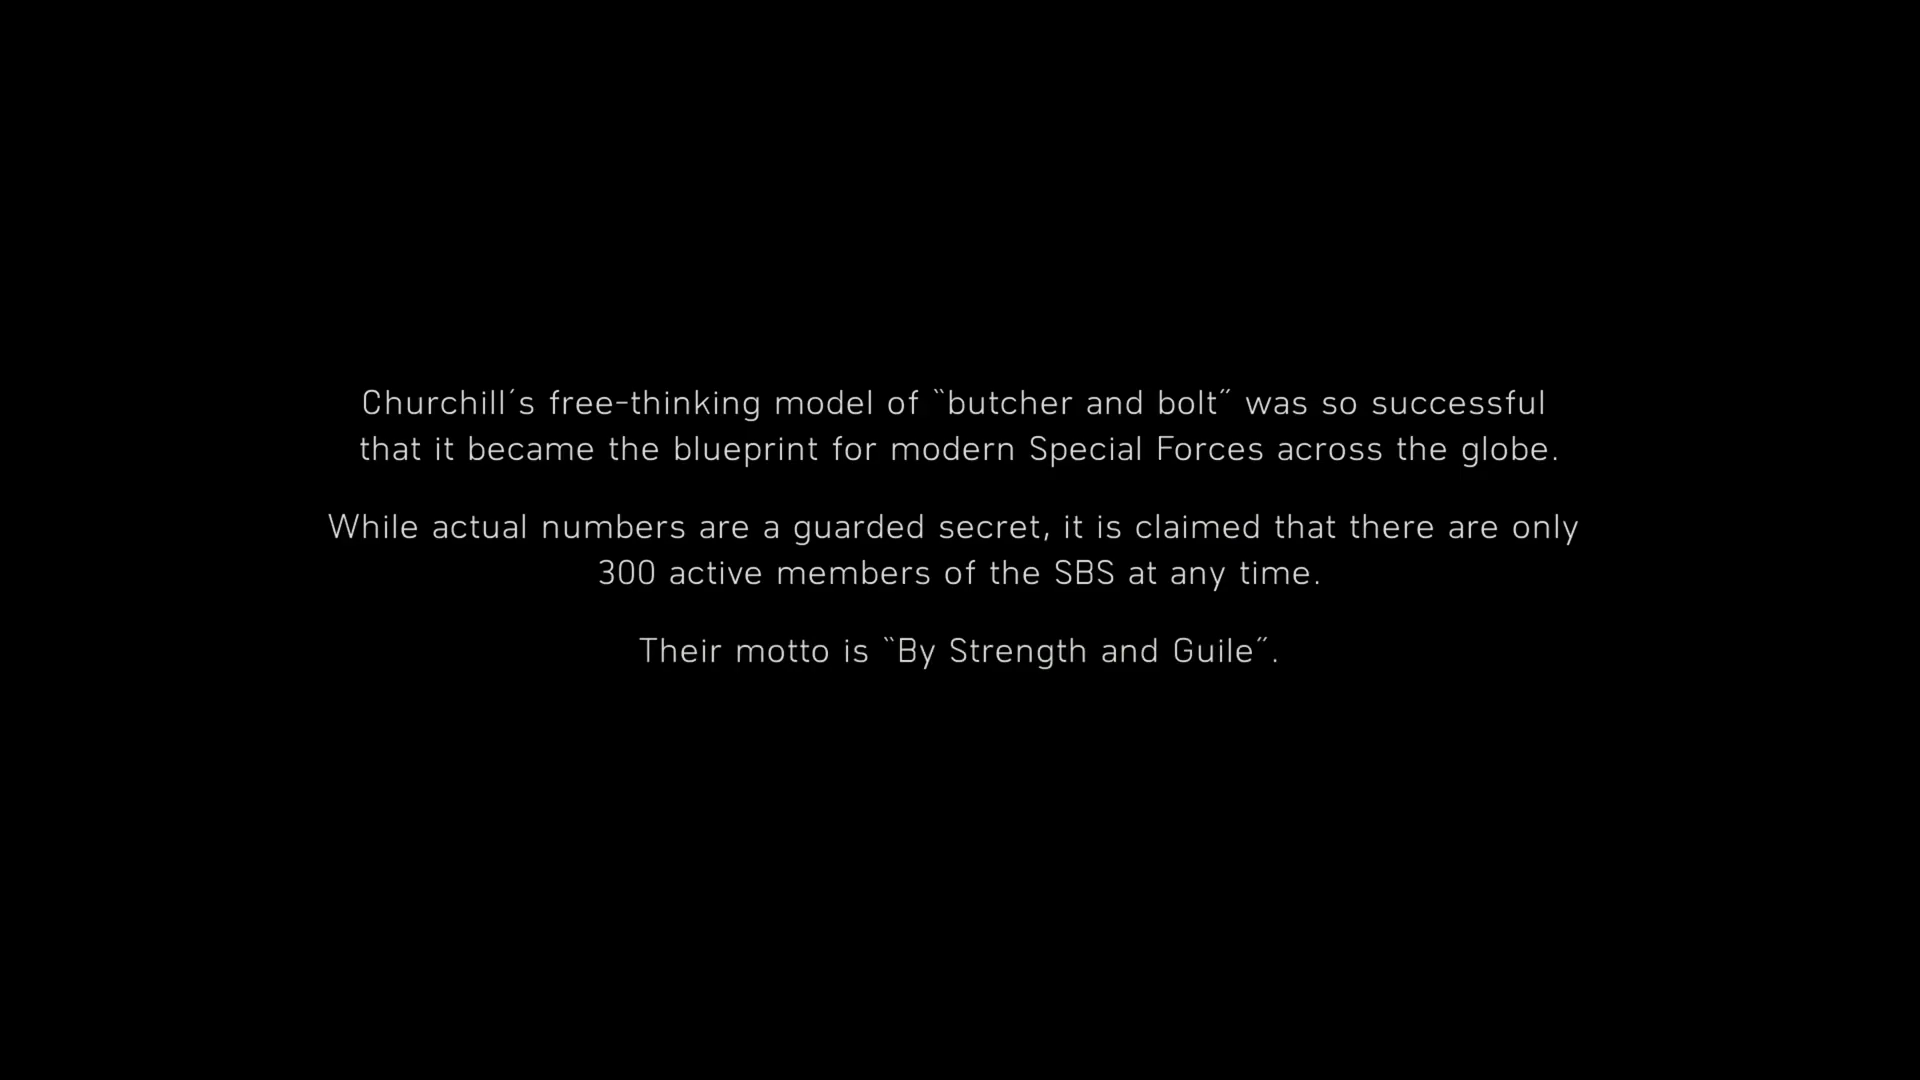 Churchill´s free-thinking model of “butcher and bolt” was so successful
that it became the blueprint for modern Special Forces across the globe.
While actual numbers are a guarded secret, it is claimed that there are only
300 active members of the SBS at any time.
Their motto is “By Strength and Guile”.